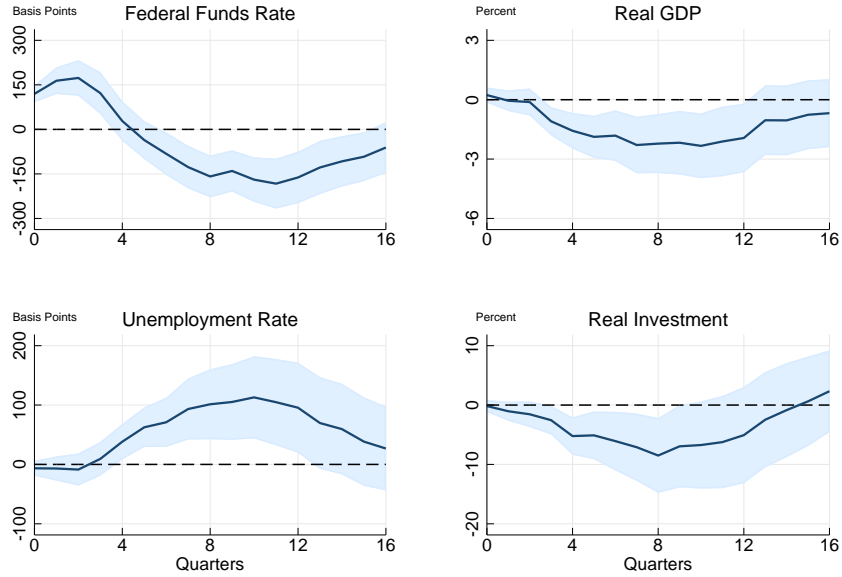 Federal Funds Rate
Basis Points
300
150
0
-150
-300
0 4 8 12 16
Real GDP
Percent
3
0
-3
-6
0 4 8 12 16
Unemployment Rate
Basis Points
200
100
0
-100
0 4 8 12 16
Quarters
Real Investment
Percent
10
0
-10
-20
0 4 8 12 16
Quarters